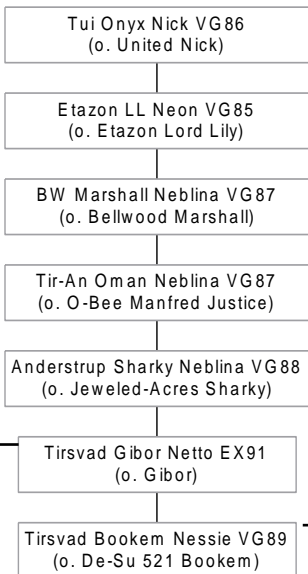 Tui Onyx Nick VG86
(o. United Nick)
Etazon LL Neon VG85
(o. Etazon Lord Lily)
BW Marshall Neblina VG87
(o. Bellwood Marshall)
Tir-An Oman Neblina VG87
(o. O-Bee Manfred Justice)
Anderstrup Sharky Neblina VG88
(o. Jeweled-Acres Sharky)
Tirsvad Gibor Netto EX91
(o. Gibor)
Tirsvad Bookem Nessie VG89
(o. De-Su 521 Bookem)